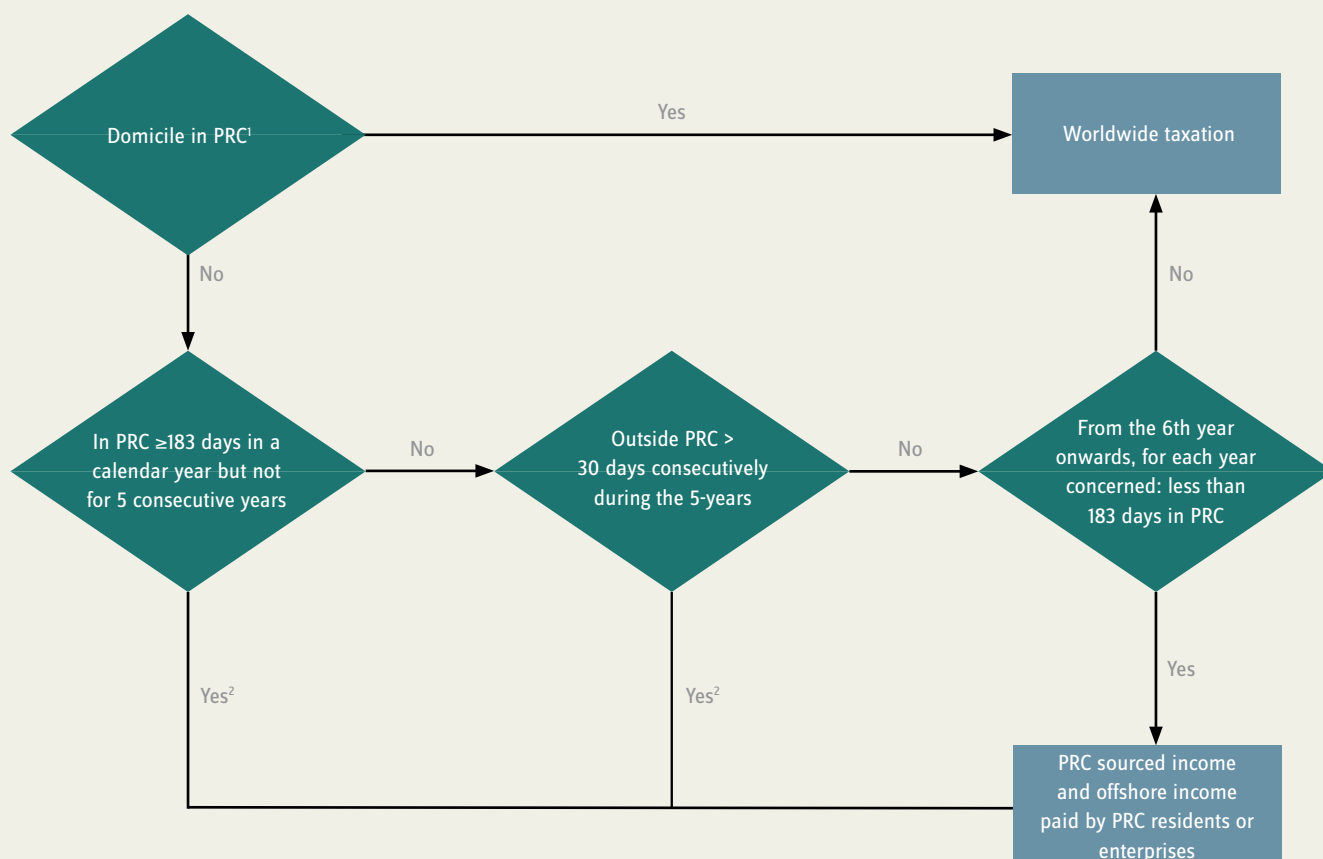 Domicile in PRC¹
Yes
Worldwide taxation
No
No
In PRC ≥183 days in a
calendar year but not
for 5 consecutive years
No
Outside PRC >
30 days consecutively
during the 5-years
No
From the 6th year
onwards, for each year
concerned: less than
183 days in PRC
Yes²
Yes²
Yes
PRC sourced income
and offshore income
paid by PRC residents or
enterprises